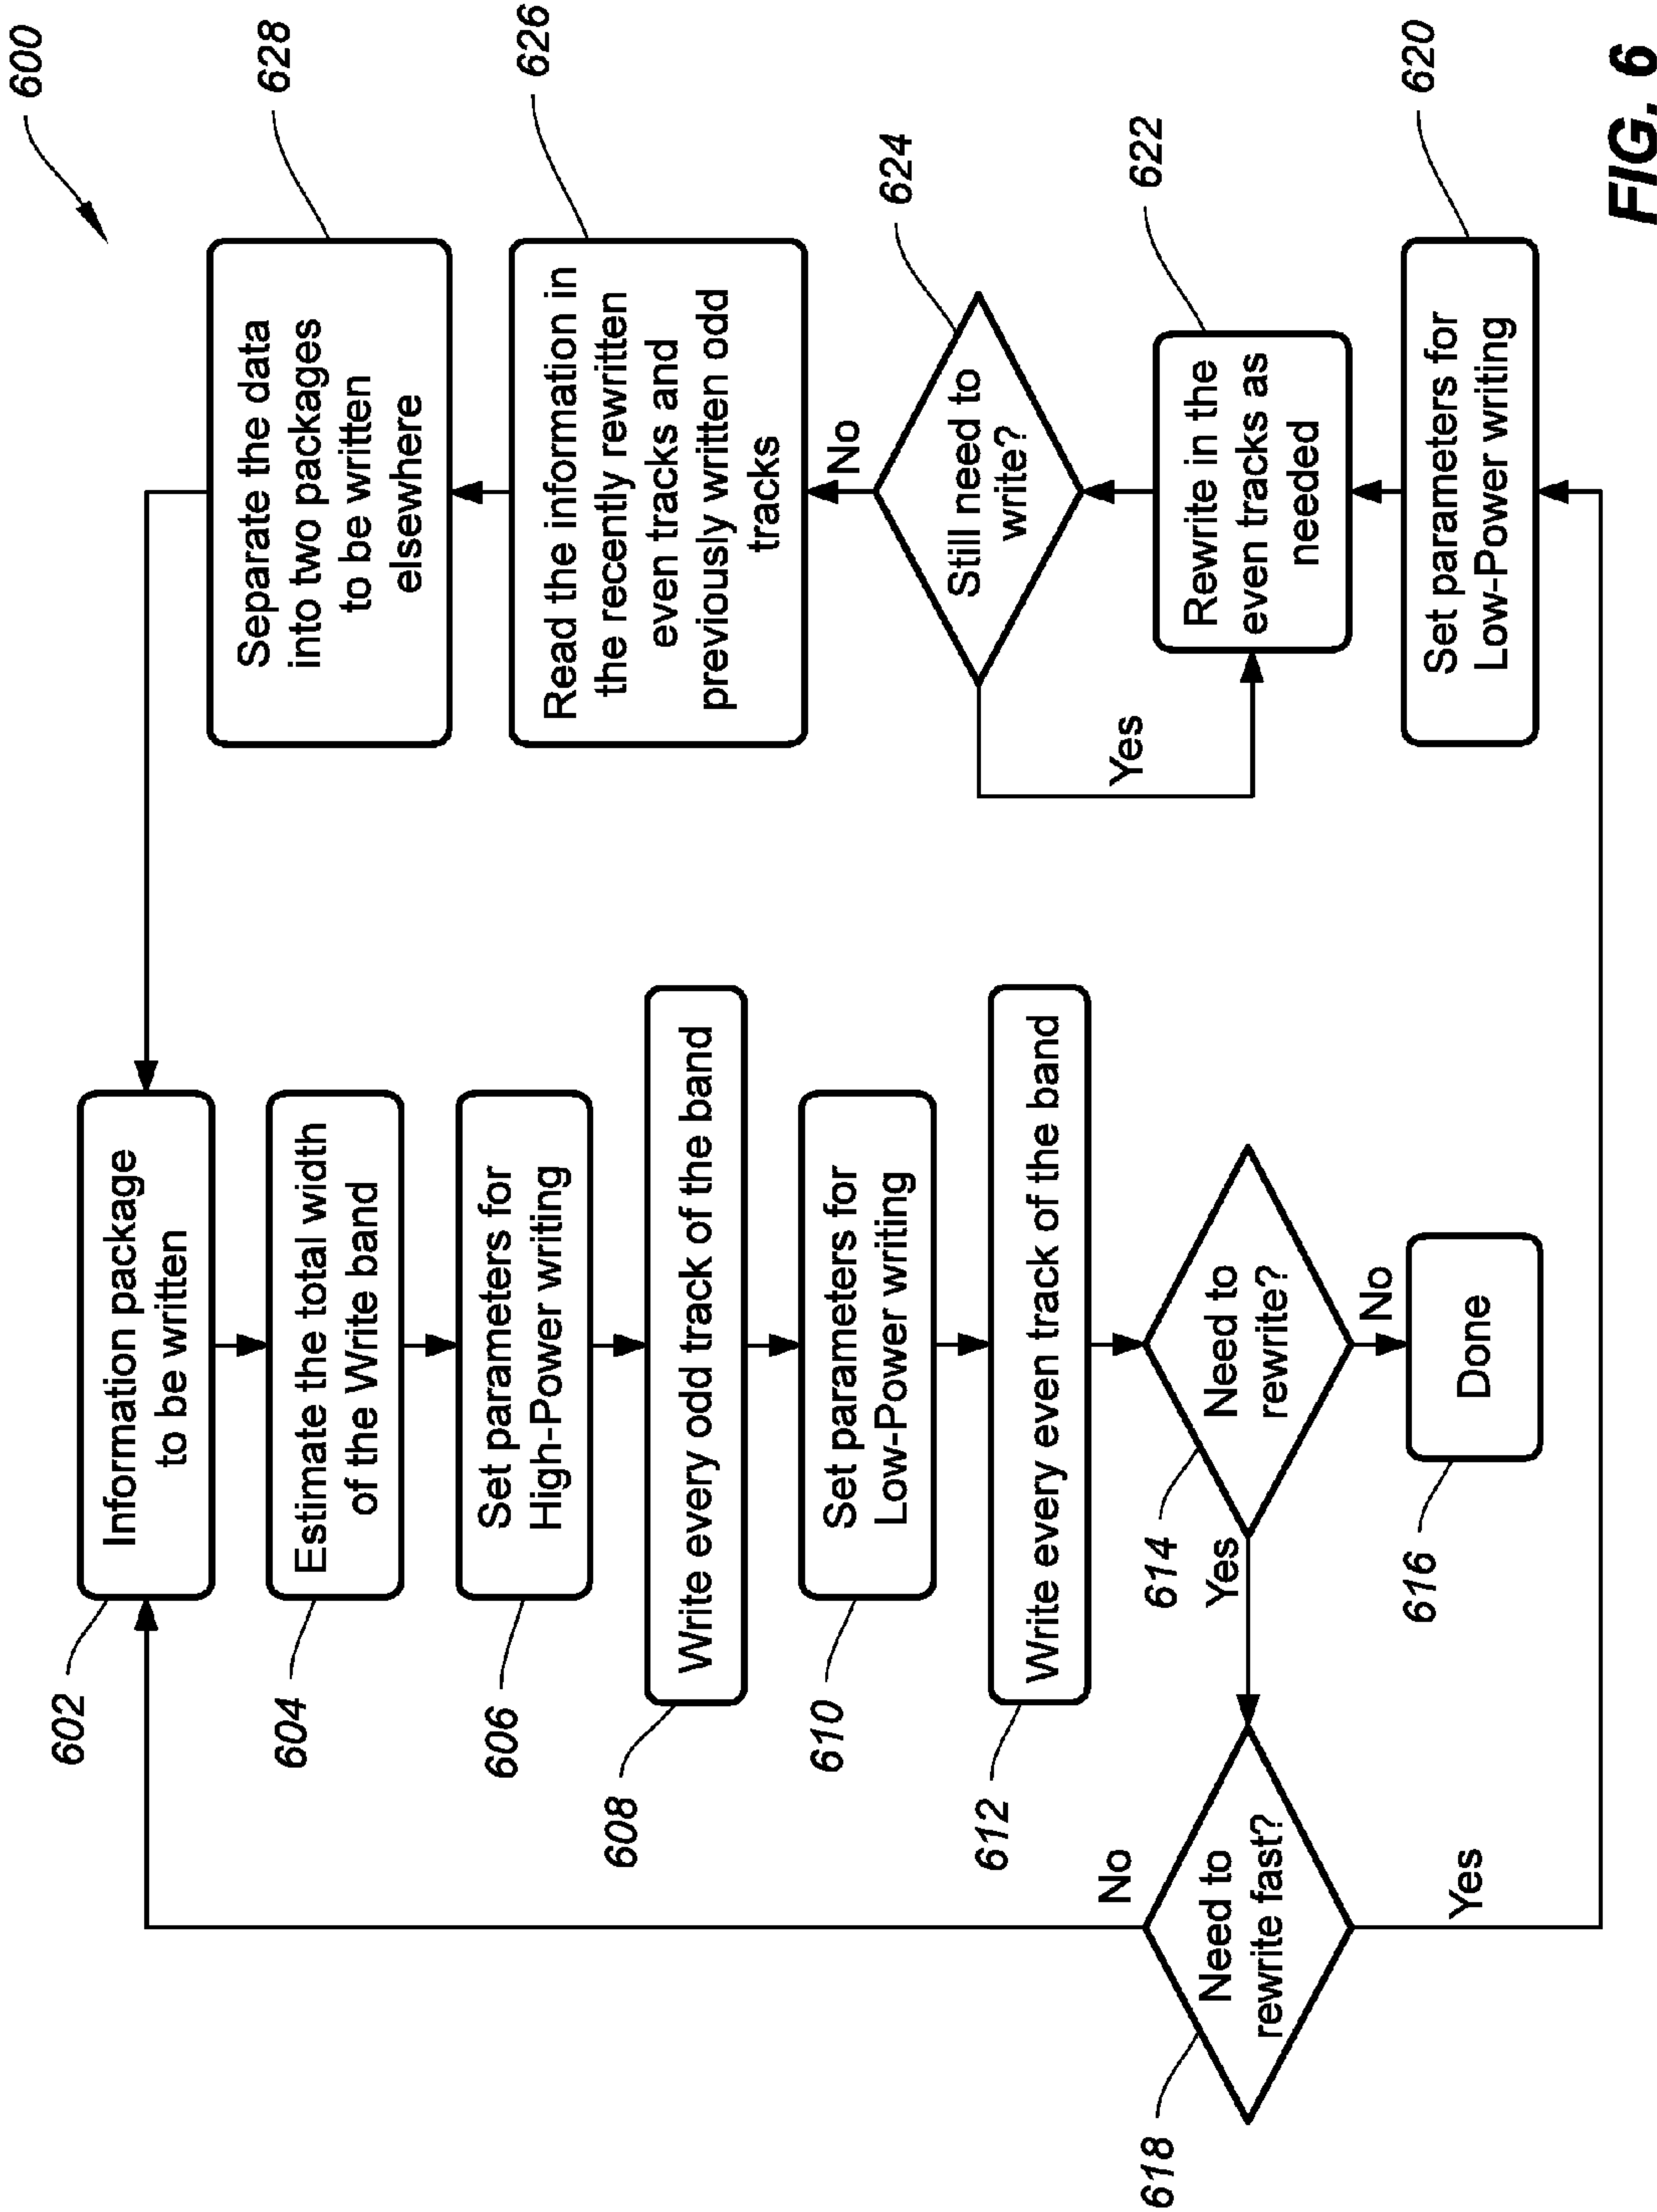 600
602
Information package
to be written
604
Estimate the total width
of the Write band
606
Set parameters for
High-Power writing
608
Write every odd track of the band
610
Set parameters for
Low-Power writing
612
Write every even track of the band
614
Need to
rewrite?
Yes
No
616
Done
618
Need to
rewrite fast?
No
Yes
628
Separate the data
into two packages
to be written
elsewhere
626
Read the information in
the recently rewritten
even tracks and
previously written odd
tracks
No
624
Still need to
write?
Yes
622
Rewrite in the
even tracks as
needed
620
Set parameters for
Low-Power writing
FIG. 6